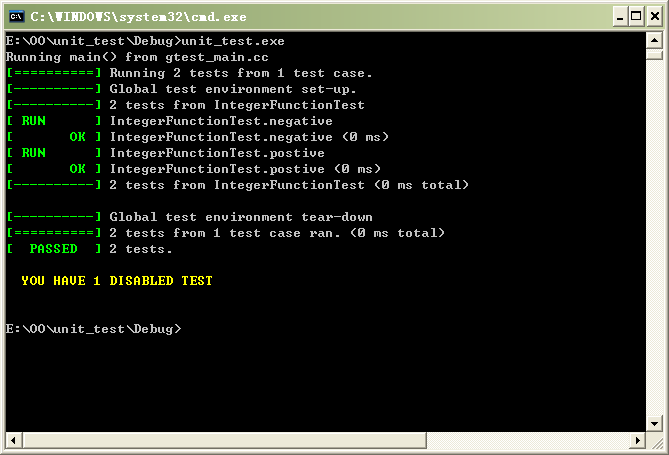 C:\WINDOWS\system32\cmd.exe
E:\OO\unit_test\Debug>unit_test.exe
Running main() from gtest_main.cc
[==========] Running 2 tests from 1 test case.
[----------] Global test environment set-up.
[----------] 2 tests from IntegerFunctionTest
[ RUN      ] IntegerFunctionTest.negative
[       OK ] IntegerFunctionTest.negative (0 ms)
[ RUN      ] IntegerFunctionTest.postive
[       OK ] IntegerFunctionTest.postive (0 ms)
[----------] 2 tests from IntegerFunctionTest (0 ms total)
[----------] Global test environment tear-down
[==========] 2 tests from 1 test case ran. (0 ms total)
[  PASSED  ] 2 tests.
YOU HAVE 1 DISABLED TEST
E:\OO\unit_test\Debug>